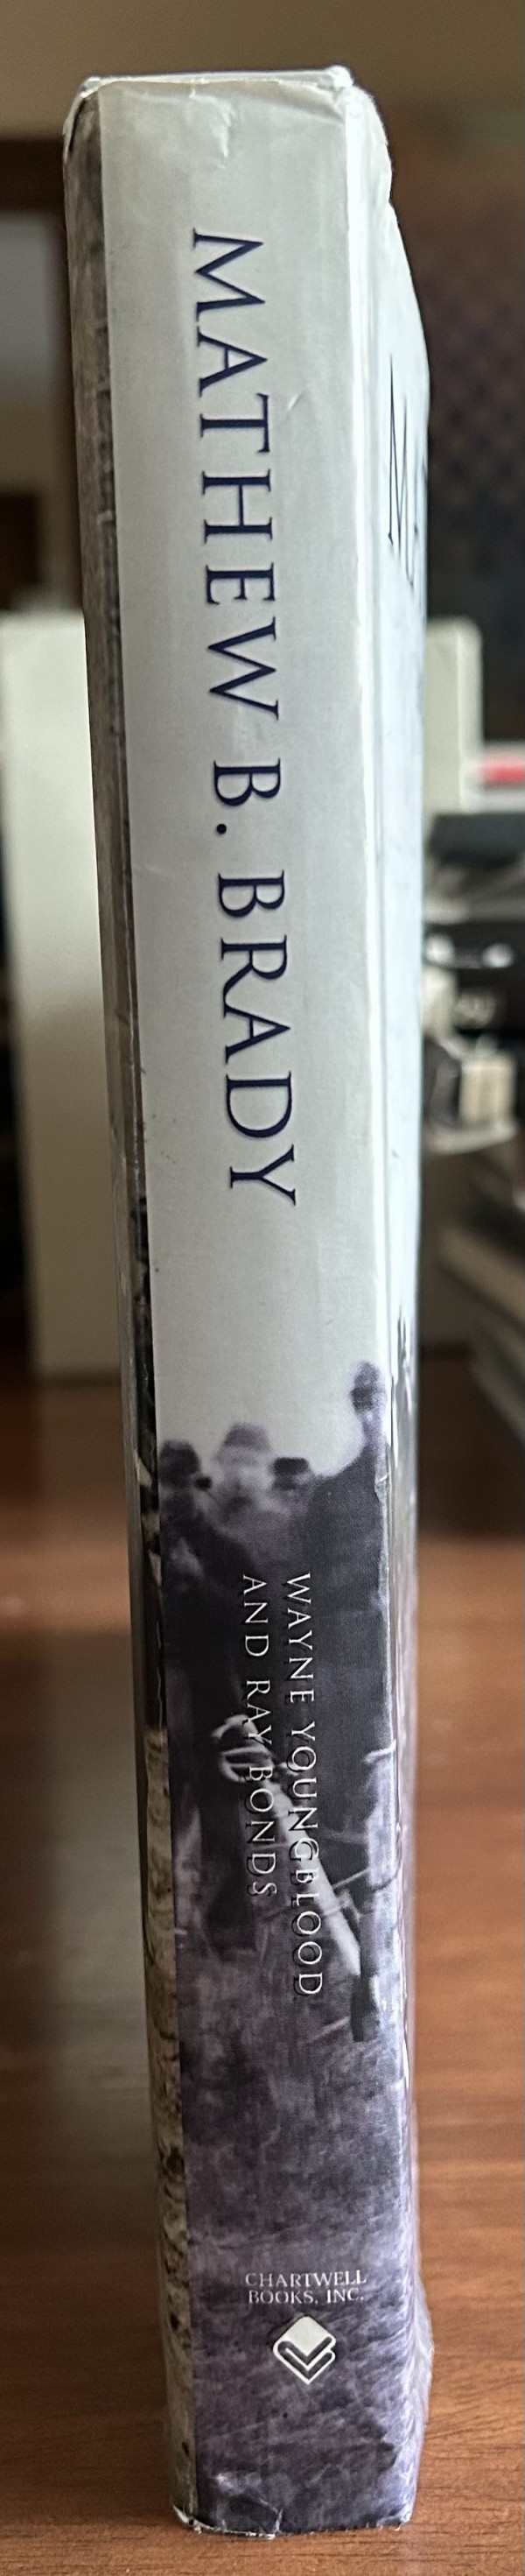 MATHEW B. BRADY
WAYNE YOUNGBLOOD
AND RAY BONDS
CHARTWELL
BOOKS, INC.